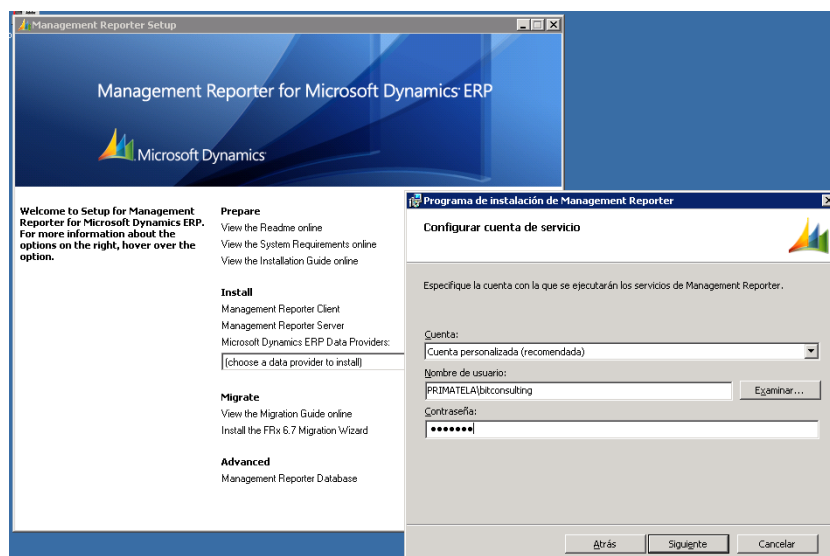 Management Reporter Setup
Management Reporter for Microsoft Dynamics® ERP
Microsoft Dynamics®
Welcome to Setup for Management
Reporter for Microsoft Dynamics ERP.
For more information about the
options on the right, hover over the
option.
Prepare
View the Readme online
View the System Requirements online
View the Installation Guide online
Install
Management Reporter Client
Management Reporter Server
Microsoft Dynamics ERP Data Providers:
(choose a data provider to install)
Migrate
View the Migration Guide online
Install the FRx 6.7 Migration Wizard
Advanced
Management Reporter Database
Programa de instalación de Management Reporter
Configurar cuenta de servicio
Especifique la cuenta con la que se ejecutarán los servicios de Management Reporter.
Cuenta:
Cuenta personalizada (recomendada)
Nombre de usuario:
PRIMATELA\bitconsulting
Examinar...
Contraseña:
●●●●●●●
Atrás
Siguiente
Cancelar